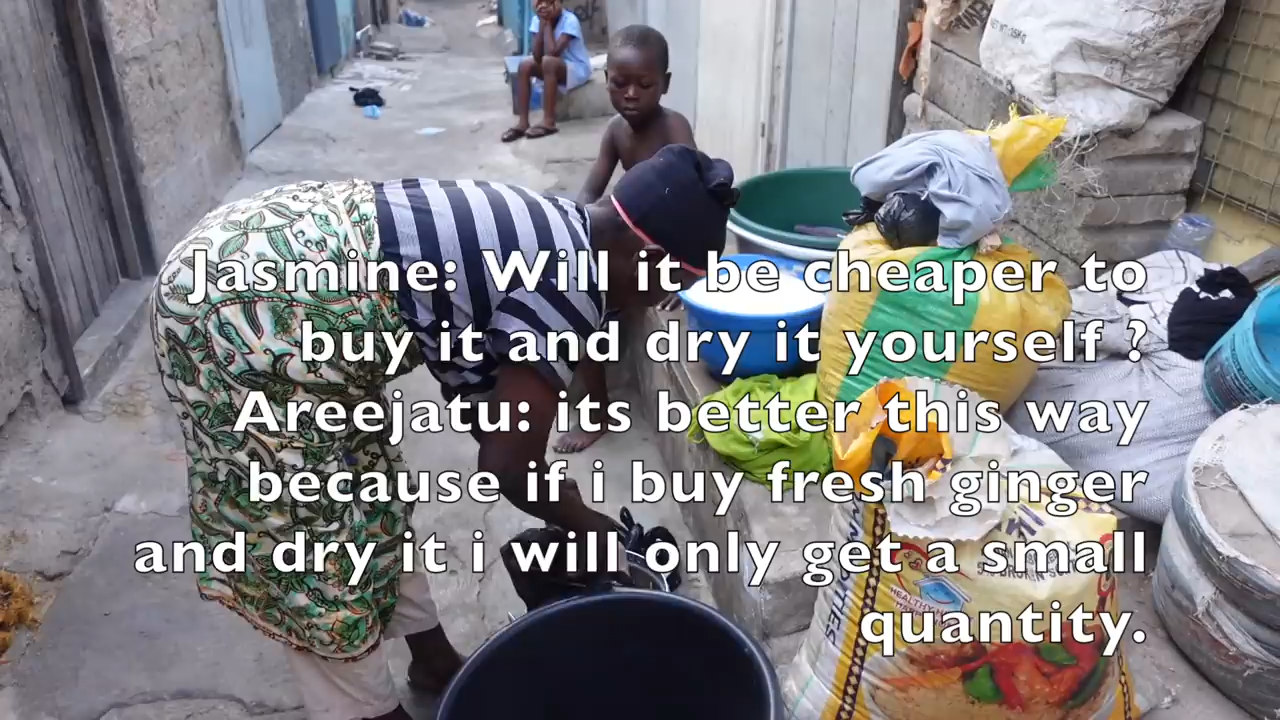 Jasmine: Will it be cheaper to
buy it and dry it yourself ?
Areejatu: its better this way
because if i buy fresh ginger
and dry it i will only get a small
quantity.
HEALTHY